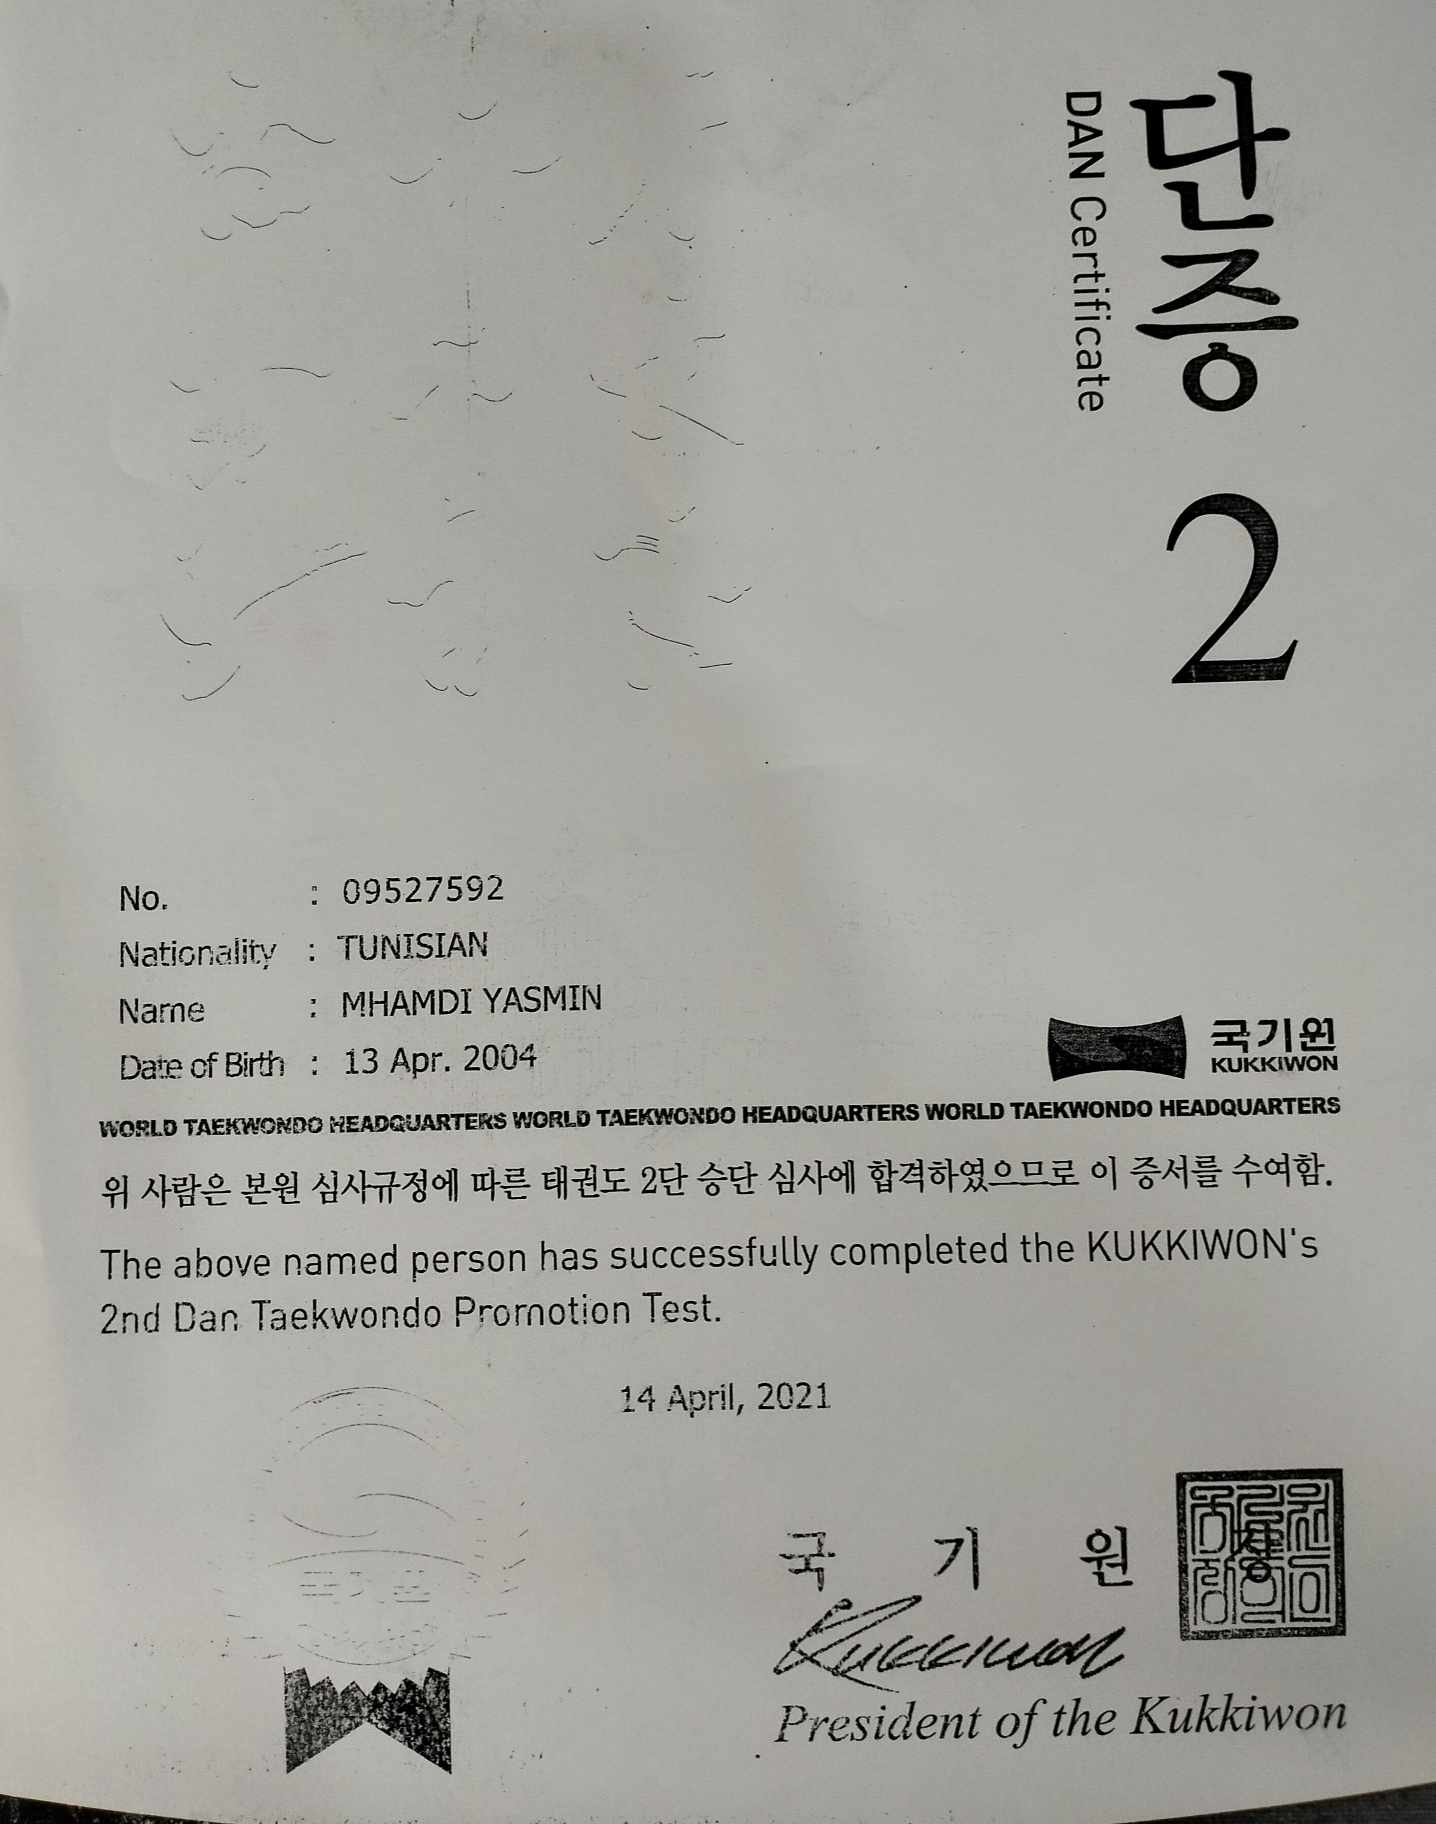 단증
DAN Certificate
2
No. : 09527592
Nationality : TUNISIAN
Name : MHAMDI YASMIN
Date of Birth : 13 Apr. 2004
국기원
KUKKIWON
WORLD TAEKWONDO HEADQUARTERS WORLD TAEKWONDO HEADQUARTERS WORLD TAEKWONDO HEADQUARTERS
위 사람은 본원 심사규정에 따른 태권도 2단 승단 심사에 합격하였으므로 이 증서를 수여함.
The above named person has successfully completed the KUKKIWON's
2nd Dan Taekwondo Promotion Test.
14 April, 2021
국 기 원 장
Kukkiwon
President of the Kukkiwon